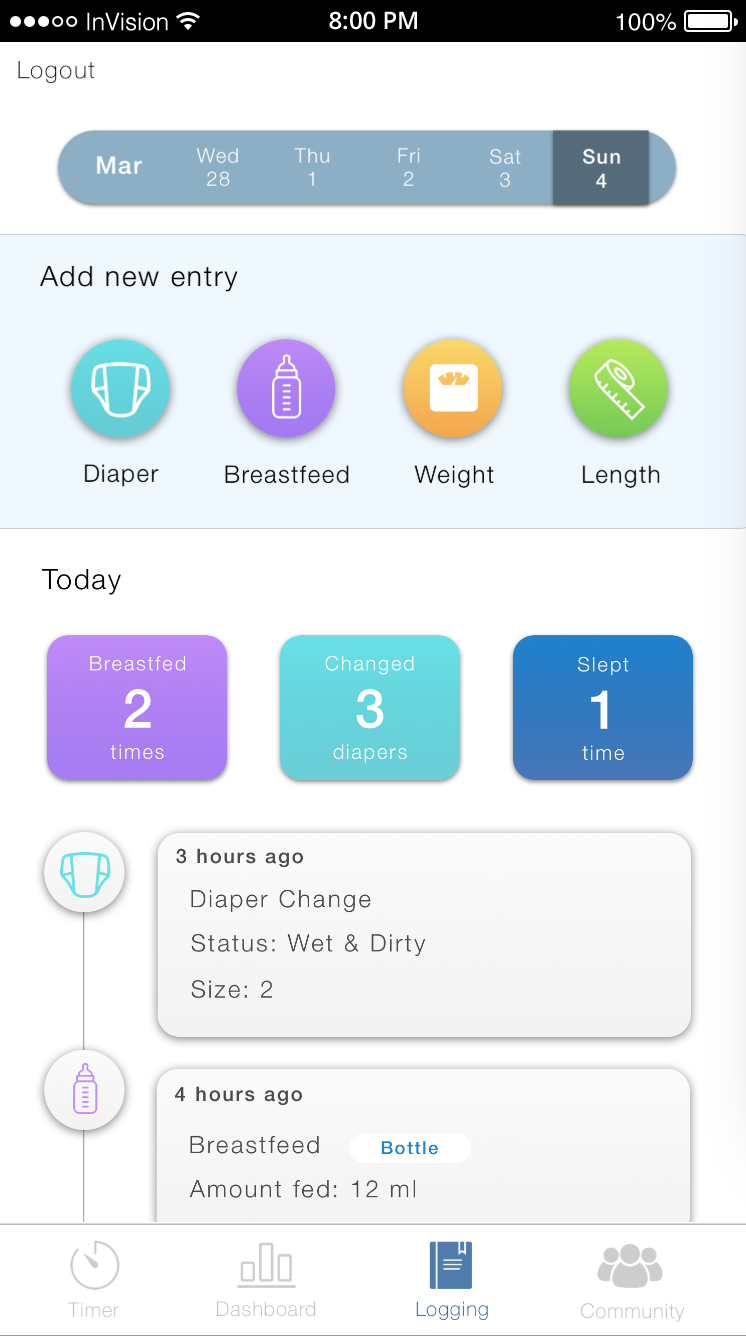 InVision 8:00 PM 100%
Logout
Mar Wed 28 Thu 1 Fri 2 Sat 3 Sun 4
Add new entry
Diaper Breastfeed Weight Length
Today
Breastfed Changed Slept
2 3 1
times diapers time
3 hours ago
Diaper Change
Status: Wet & Dirty
Size: 2
4 hours ago
Breastfeed Bottle
Amount fed: 12 ml
Timer Dashboard Logging Community